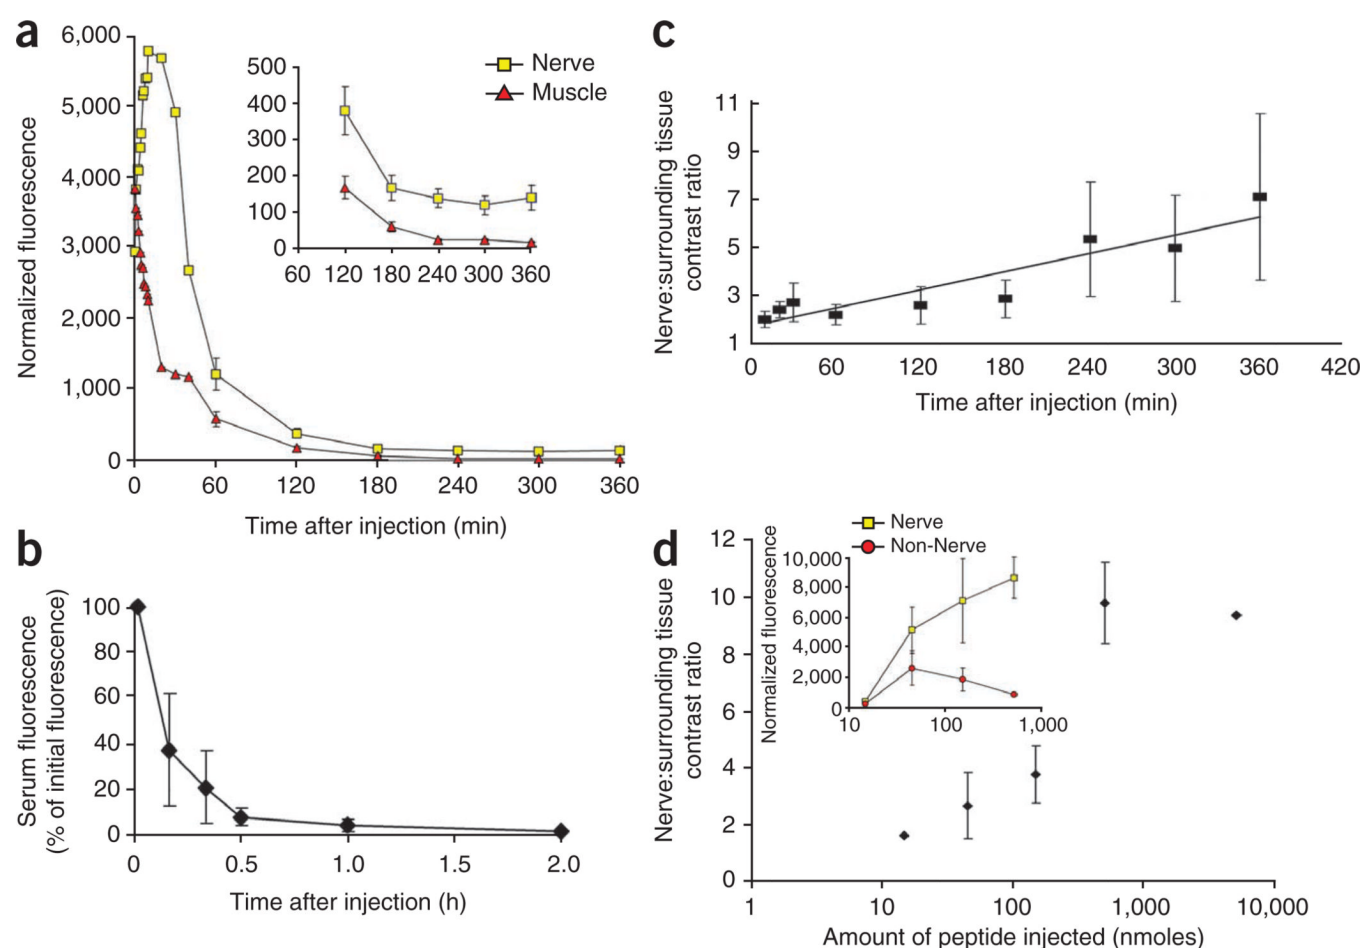 a
Normalized fluorescence
6,000
5,000
4,000
3,000
2,000
1,000
0
0 60 120 180 240 300 360
Time after injection (min)
500
400
300
200
100
0
60 120 180 240 300 360
Nerve
Muscle
b
Serum fluorescence
(% of initial fluorescence)
100
80
60
40
20
0
0 0.5 1.0 1.5 2.0
Time after injection (h)
c
Nerve:surrounding tissue
contrast ratio
11
9
7
5
3
1
0 60 120 180 240 300 360 420
Time after injection (min)
d
Nerve:surrounding tissue
contrast ratio
12
10
8
6
4
2
0
1 10 100 1,000 10,000
Amount of peptide injected (nmoles)
Nerve
Non-Nerve
Normalized fluorescence
10,000
8,000
6,000
4,000
2,000
0
10 100 1,000